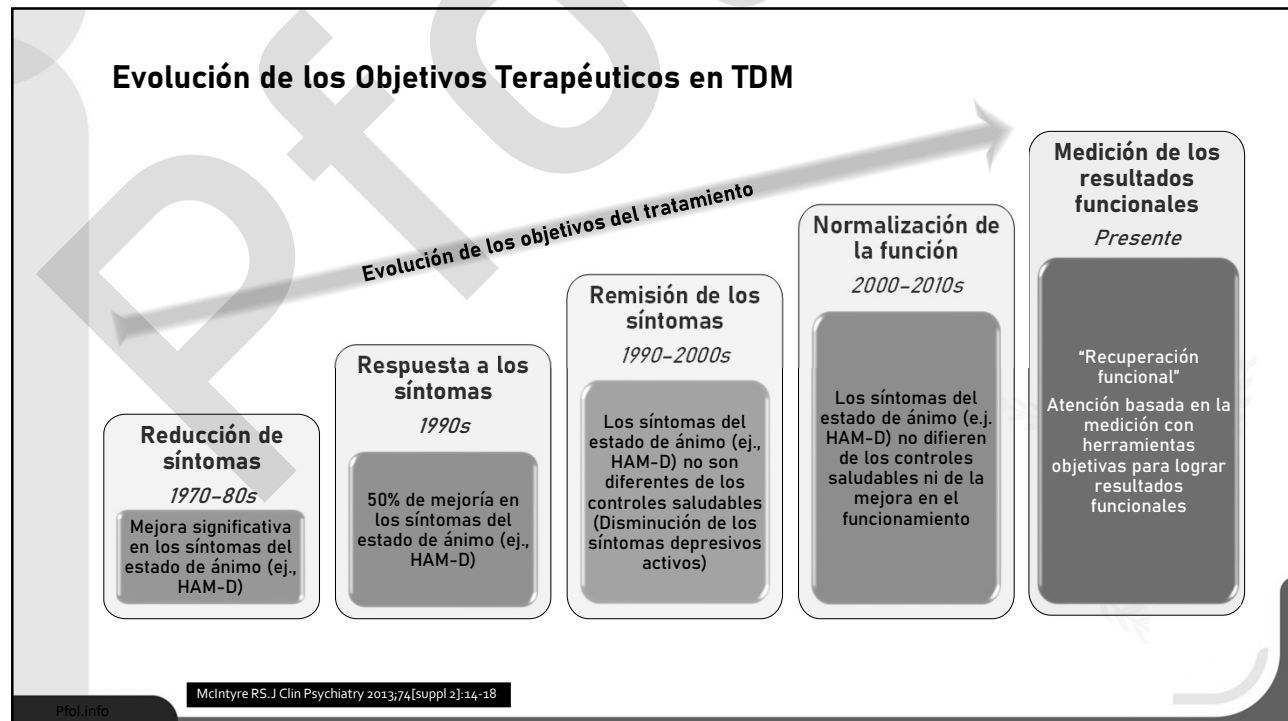 Evolución de los Objetivos Terapéuticos en TDM
Evolución de los objetivos del tratamiento
Reducción de
síntomas
1970–80s
Mejora significativa
en los síntomas del
estado de ánimo (ej.,
HAM-D)
Respuesta a los
síntomas
1990s
50% de mejoría en
los síntomas del
estado de ánimo (ej.,
HAM-D)
Remisión de los
síntomas
1990–2000s
Los síntomas del
estado de ánimo (ej.,
HAM-D) no son
diferentes de los
controles saludables
(Disminución de los
síntomas depresivos
activos)
Normalización de
la función
2000–2010s
Los síntomas del
estado de ánimo (e.j.
HAM-D) no difieren
de los controles
saludables ni de la
mejora en el
funcionamiento
Medición de los
resultados
funcionales
Presente
“Recuperación
funcional”
Atención basada en la
medición con
herramientas
objetivas para lograr
resultados
funcionales
McIntyre RS.J Clin Psychiatry 2013;74[suppl 2]:14-18
Pfol.info